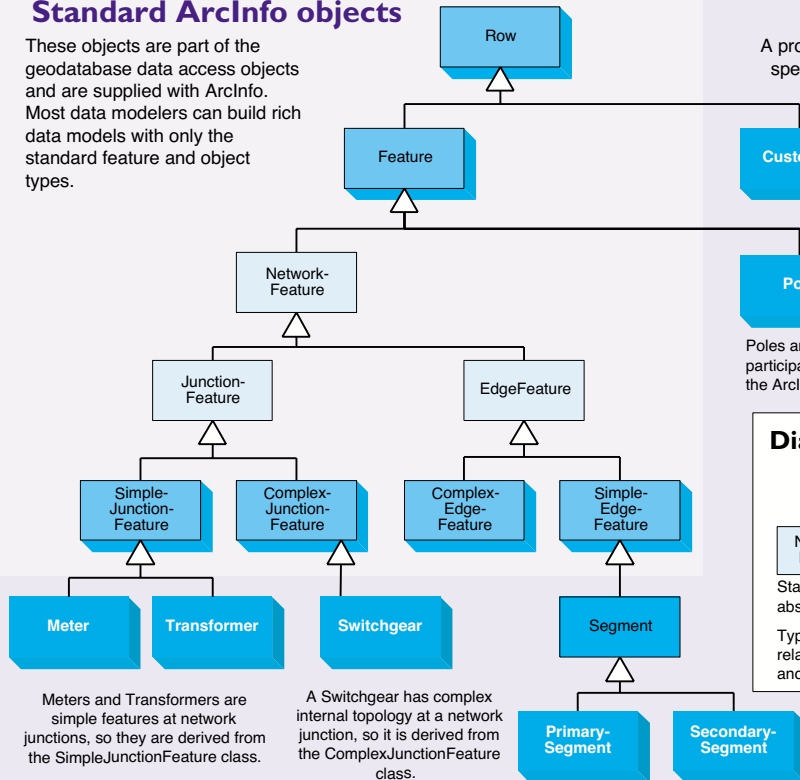 Standard ArcInfo objects
These objects are part of the
geodatabase data access objects
and are supplied with ArcInfo.
Most data modelers can build rich
data models with only the
standard feature and object
types.
Row
A pro
spe
Feature
Custo
Network-
Feature
Po
Poles ar
participa
the ArcI
Junction-
Feature
EdgeFeature
Dia
Simple-
Junction-
Feature
Complex-
Junction-
Feature
Complex-
Edge-
Feature
Simple-
Edge-
Feature
N
Sta
abs
Typ
rela
and
Meter
Transformer
Switchgear
Segment
Meters and Transformers are
simple features at network
junctions, so they are derived from
the SimpleJunctionFeature class.
A Switchgear has complex
internal topology at a network
junction, so it is derived from
the ComplexJunctionFeature
class.
Primary-
Segment
Secondary-
Segment